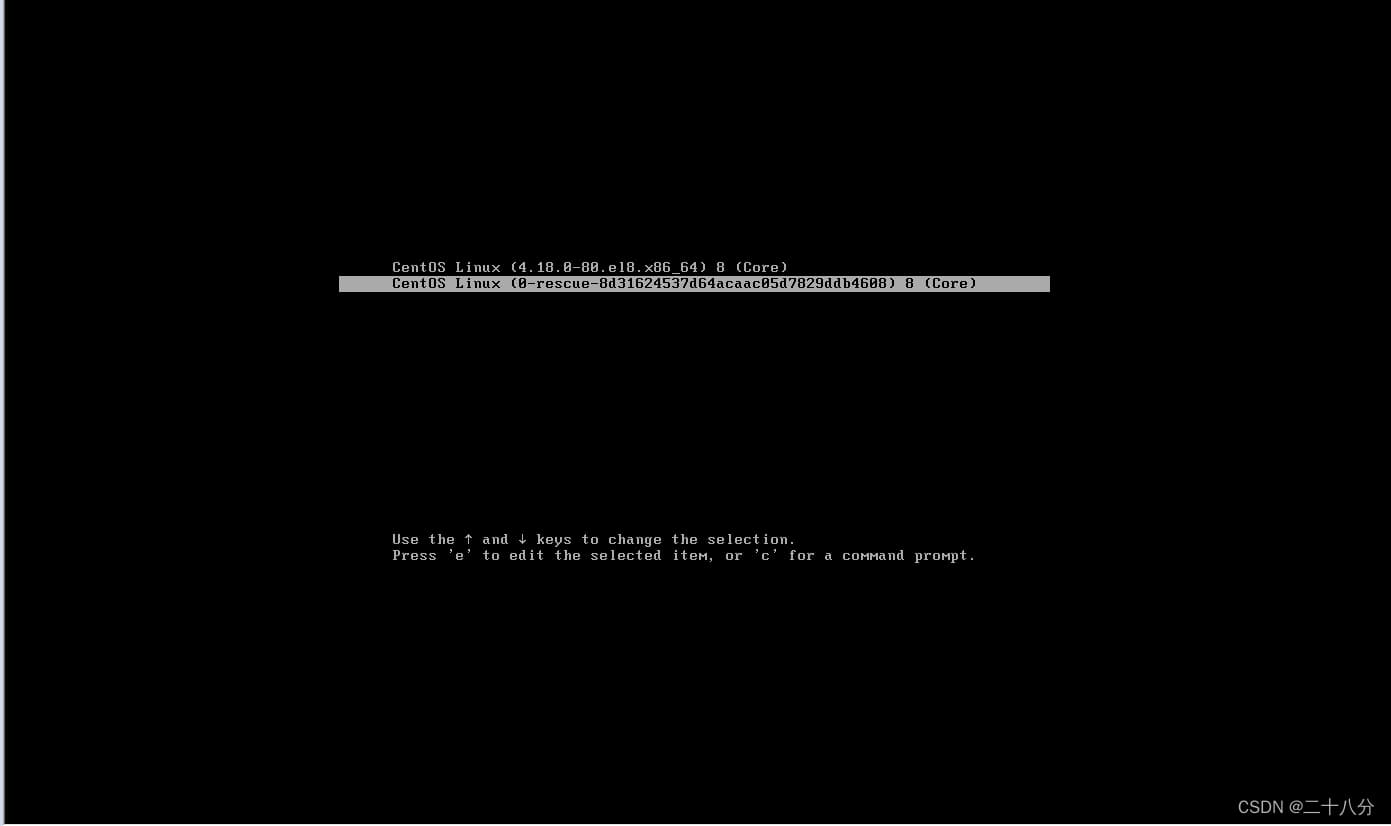 CentOS Linux (4.18.0-80.el8.x86_64) 8 (Core)
CentOS Linux (0-rescue-8d31624537d64acaac05d7829ddb4608) 8 (Core)
Use the ↑ and ↓ keys to change the selection.
Press 'e' to edit the selected item, or 'c' for a command prompt.
CSDN @二十八分